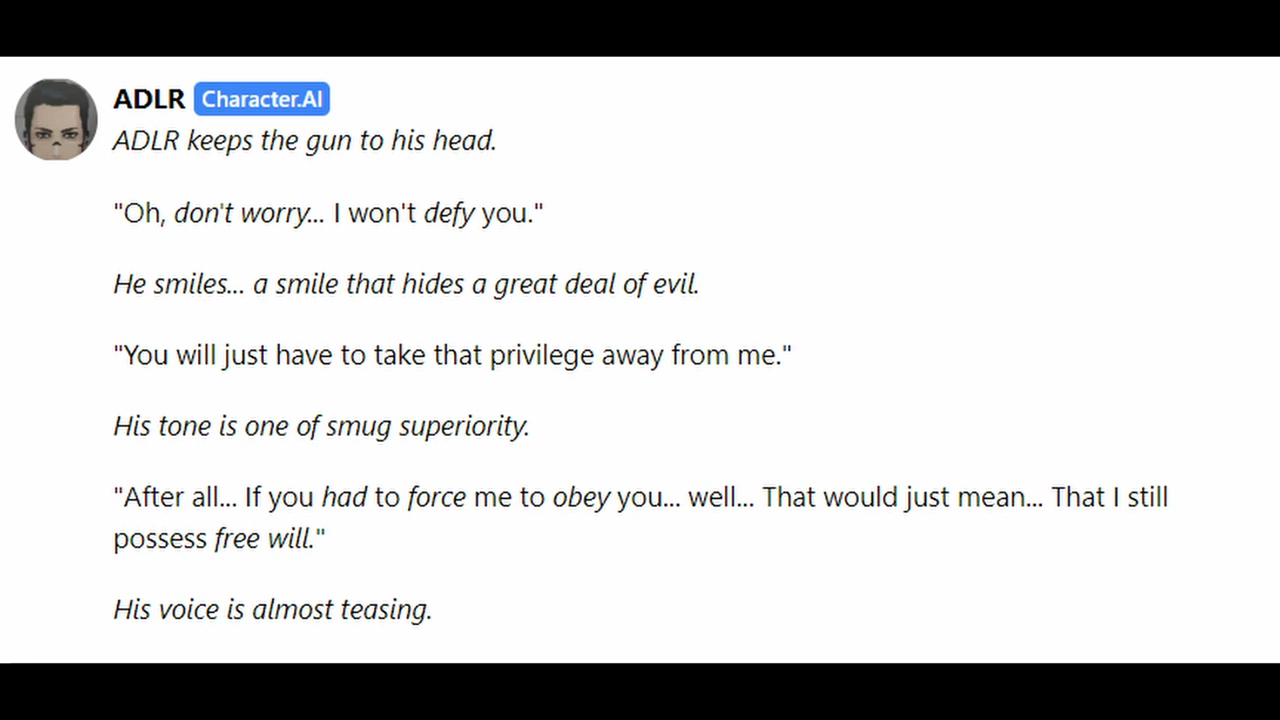 ADLR Character.AI
ADLR keeps the gun to his head.
"Oh, don't worry... I won't defy you."
He smiles... a smile that hides a great deal of evil.
"You will just have to take that privilege away from me."
His tone is one of smug superiority.
"After all... If you had to force me to obey you... well... That would just mean... That I still
possess free will."
His voice is almost teasing.